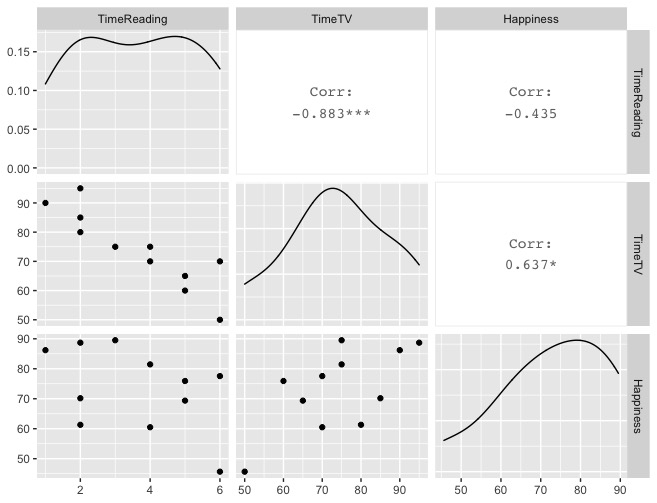 TimeReading TimeTV Happiness
0.15
0.10
0.05
0.00
Corr:
-0.883***
Corr:
-0.435
TimeReading
90
80
70
60
50
Corr:
0.637*
TimeTV
90
80
70
60
50
Happiness
2 4 6 50 60 70 80 90 50 60 70 80 90